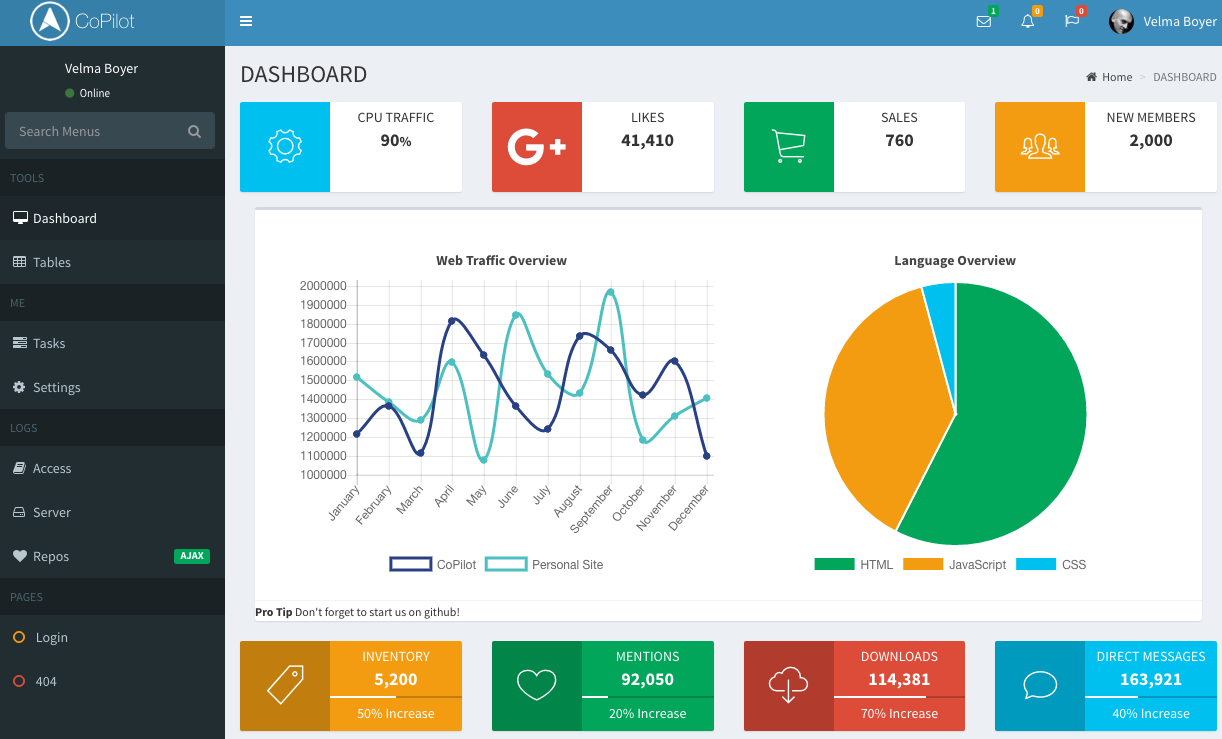 CoPilot
1
0
0
Velma Boyer
Velma Boyer
Online
Search Menus
TOOLS
Dashboard
Tables
ME
Tasks
Settings
LOGS
Access
Server
Repos
AJAX
PAGES
Login
404
DASHBOARD
Home > DASHBOARD
CPU TRAFFIC
90%
LIKES
41,410
G+
SALES
760
NEW MEMBERS
2,000
Web Traffic Overview
2000000
1900000
1800000
1700000
1600000
1500000
1400000
1300000
1200000
1100000
1000000
January
February
March
April
May
June
July
August
September
October
November
December
CoPilot
Personal Site
Language Overview
HTML
JavaScript
CSS
Pro Tip Don't forget to start us on github!
INVENTORY
5,200
50% Increase
MENTIONS
92,050
20% Increase
DOWNLOADS
114,381
70% Increase
DIRECT MESSAGES
163,921
40% Increase